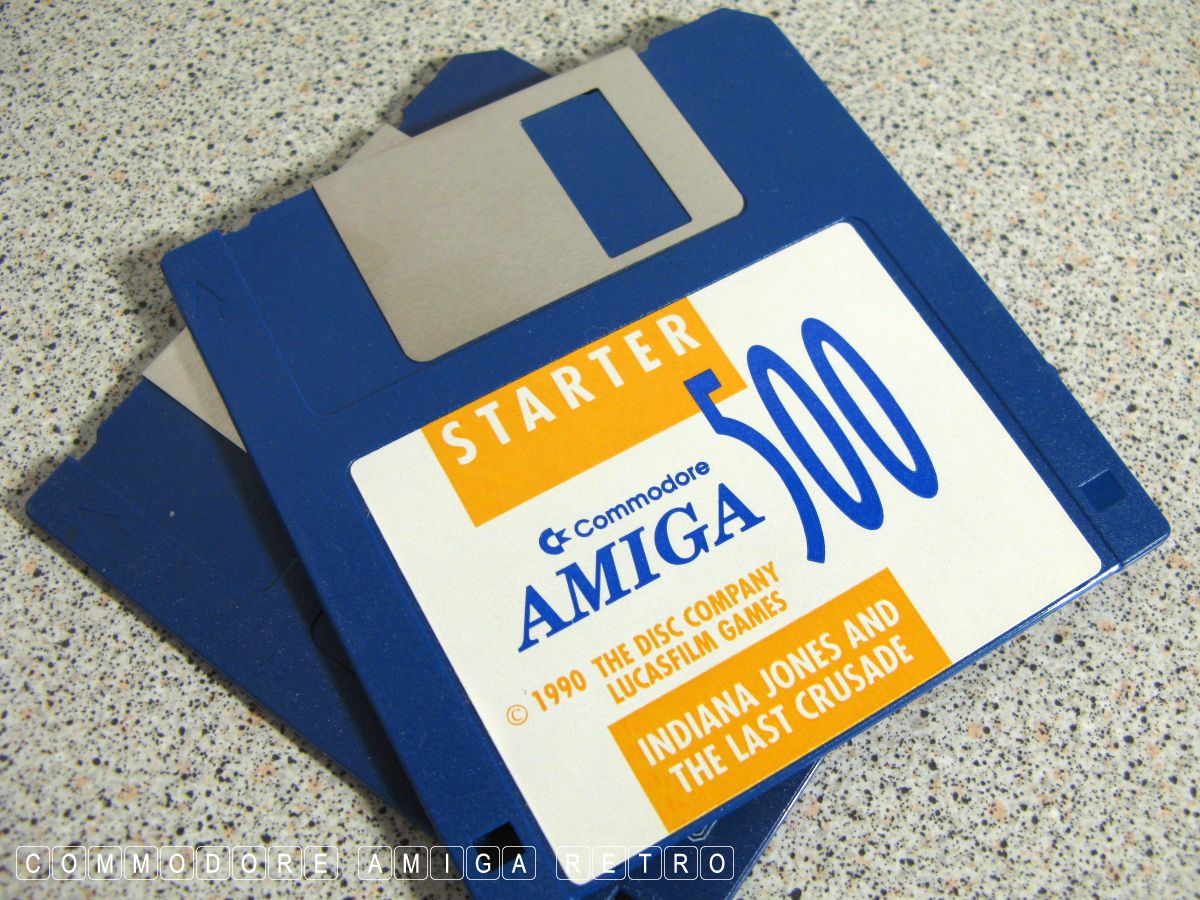 STARTER
Commodore
AMIGA 500
© 1990 THE DISC COMPANY
LUCASFILM GAMES
INDIANA JONES AND
THE LAST CRUSADE
COMMODORE AMIGA RETRO